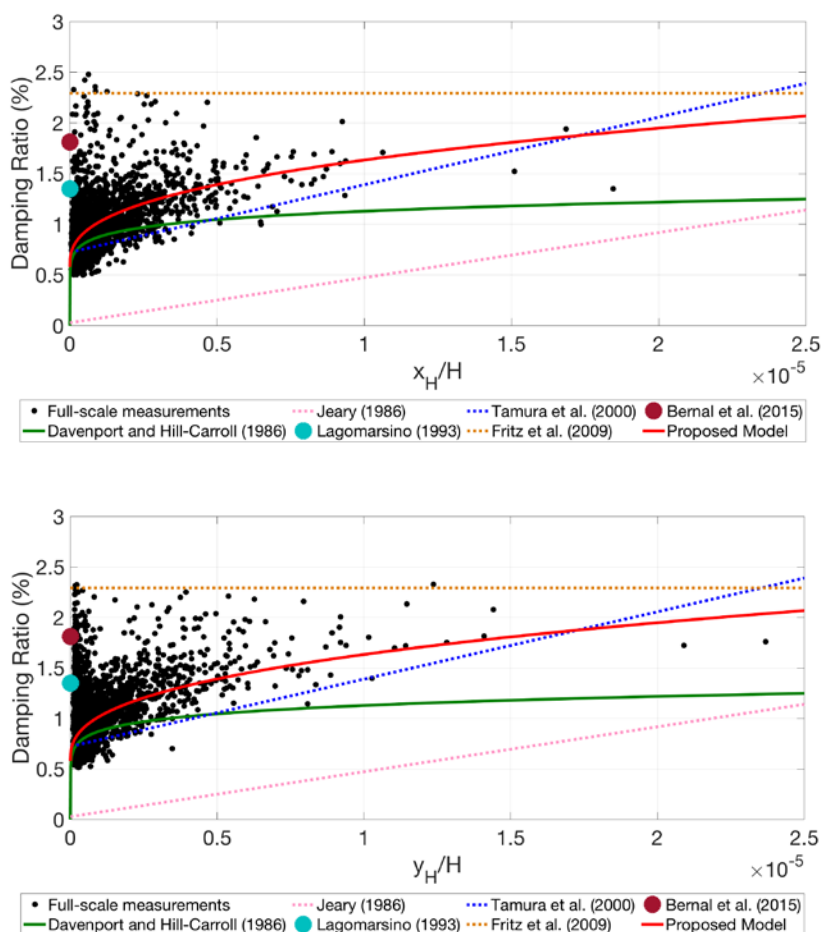 3
2.5
2
1.5
1
0.5
0
Damping Ratio (%)
0 0.5 1 1.5 2 2.5
x_H/H ×10⁻⁵
• Full-scale measurements Jeary (1986) Tamura et al. (2000) Bernal et al. (2015)
Davenport and Hill-Carroll (1986) Lagomarsino (1993) Fritz et al. (2009) Proposed Model
3
2.5
2
1.5
1
0.5
0
Damping Ratio (%)
0 0.5 1 1.5 2 2.5
y_H/H ×10⁻⁵
• Full-scale measurements Jeary (1986) Tamura et al. (2000) Bernal et al. (2015)
Davenport and Hill-Carroll (1986) Lagomarsino (1993) Fritz et al. (2009) Proposed Model